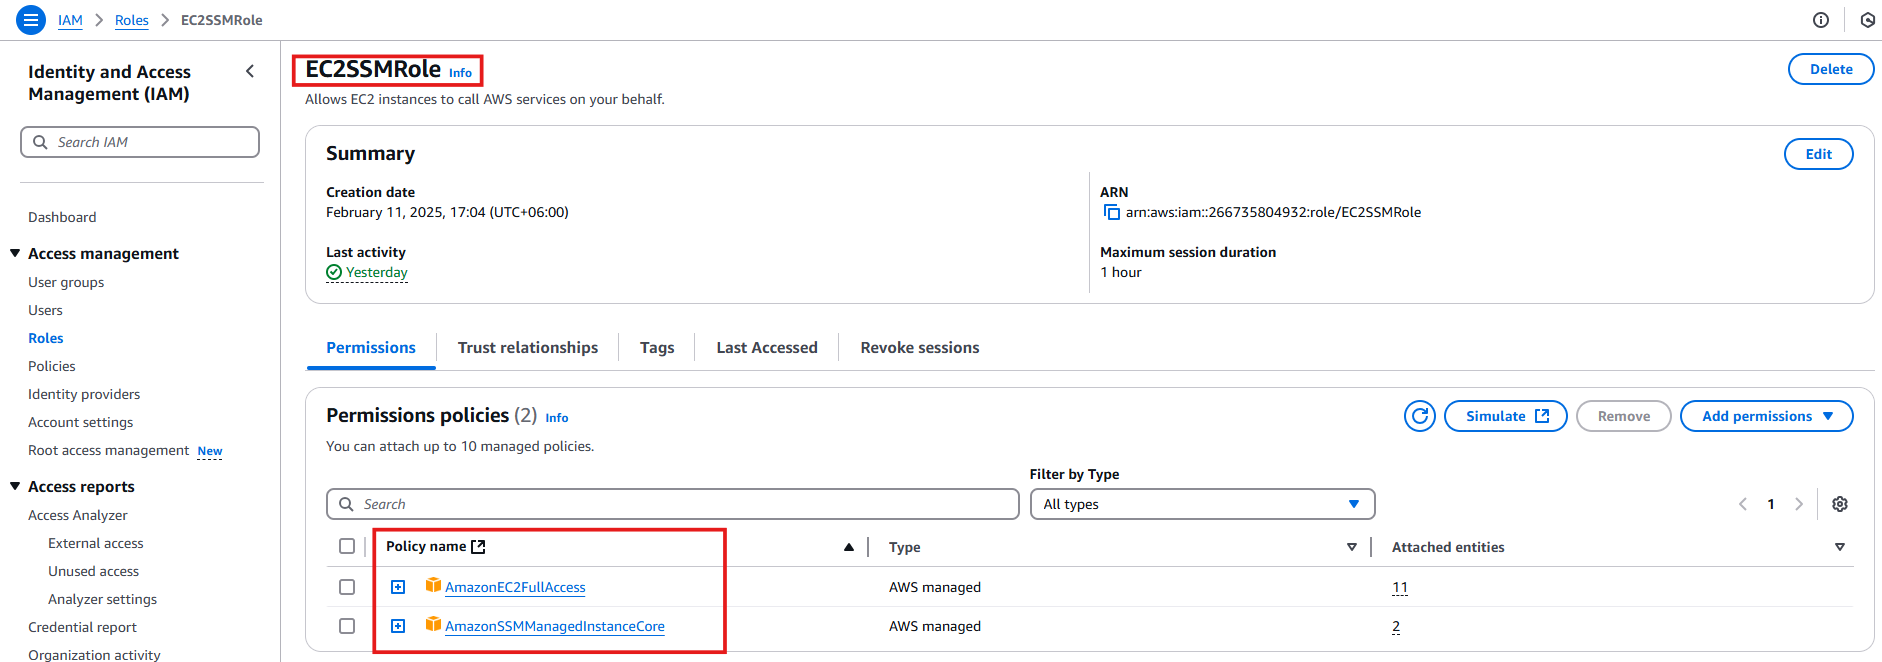 IAM > Roles > EC2SSMRole
Identity and Access
Management (IAM)
Search IAM
Dashboard
Access management
User groups
Users
Roles
Policies
Identity providers
Account settings
Root access management New
Access reports
Access Analyzer
External access
Unused access
Analyzer settings
Credential report
Organization activity
EC2SSMRole Info
Delete
Allows EC2 instances to call AWS services on your behalf.
Summary
Edit
Creation date
February 11, 2025, 17:04 (UTC+06:00)
ARN
arn:aws:iam::266735804932:role/EC2SSMRole
Last activity
Yesterday
Maximum session duration
1 hour
Permissions
Trust relationships
Tags
Last Accessed
Revoke sessions
Permissions policies (2) Info
Simulate
Remove
Add permissions
You can attach up to 10 managed policies.
Filter by Type
Search
All types
1
Policy name
Type
Attached entities
AmazonEC2FullAccess
AWS managed
11
AmazonSSMManagedInstanceCore
AWS managed
2